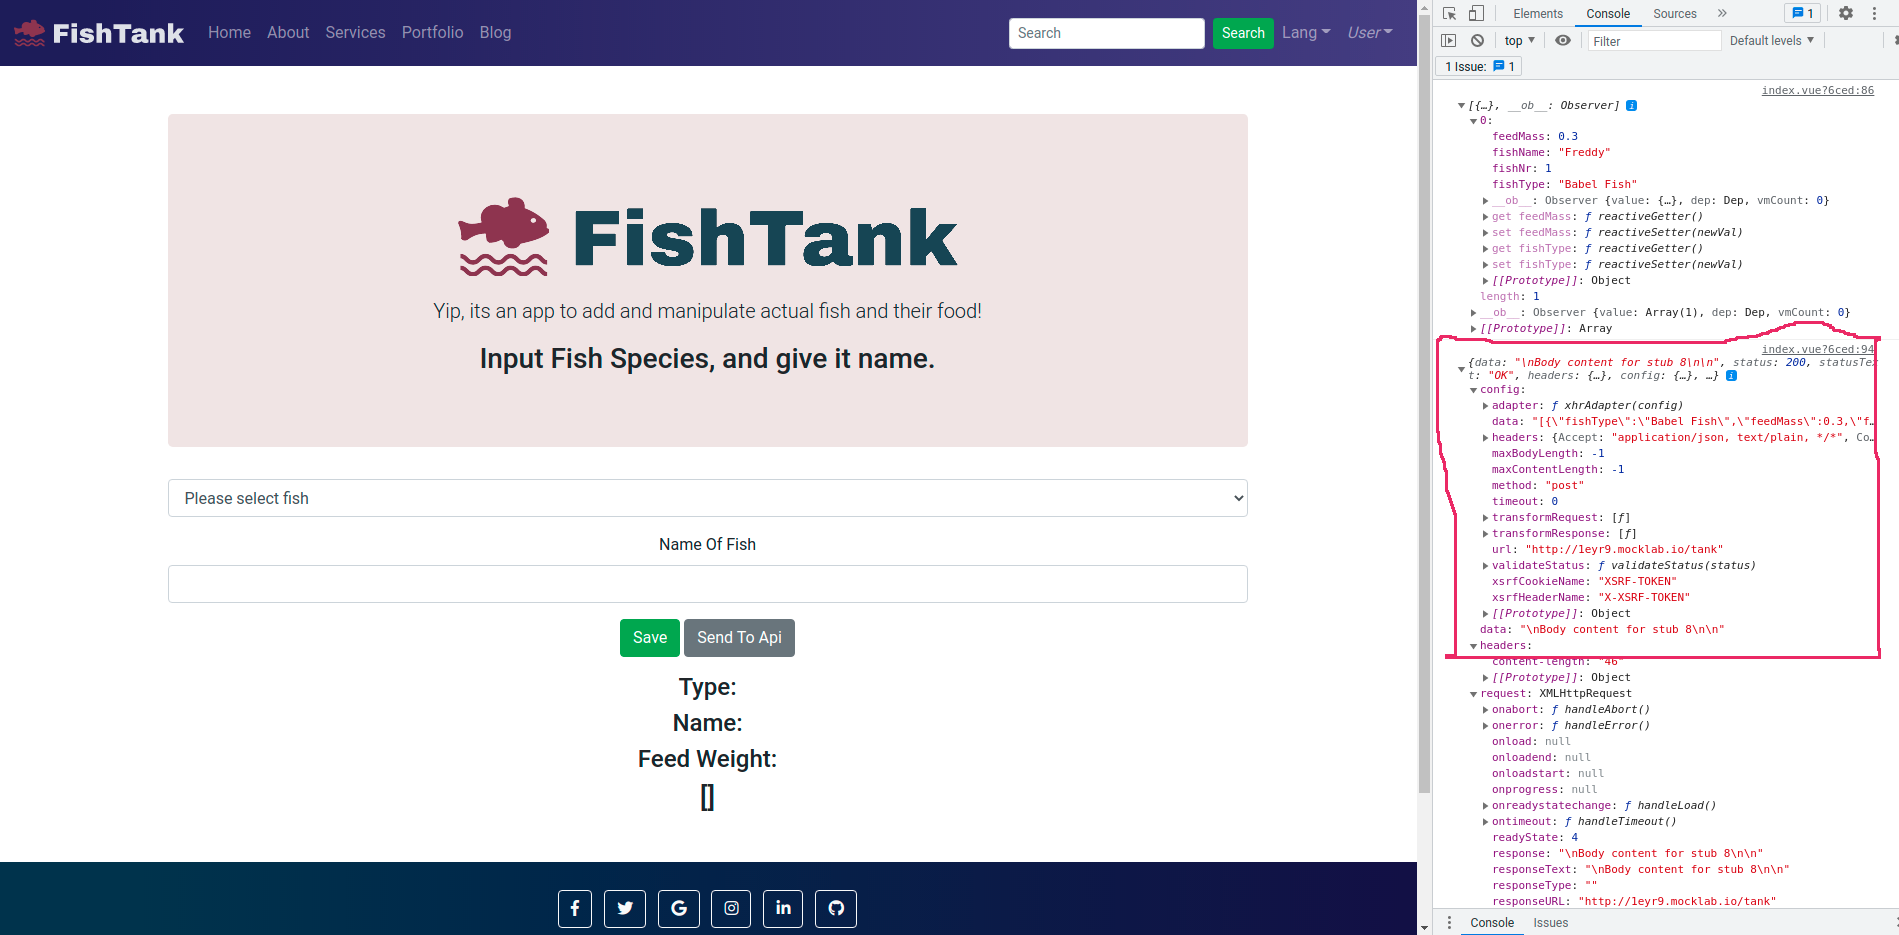 FishTank Home About Services Portfolio Blog Search Search Lang User
FishTank
Yip, its an app to add and manipulate actual fish and their food!
Input Fish Species, and give it name.
Please select fish
Name Of Fish
Save Send To Api
Type:
Name:
Feed Weight:
[]
Elements Console Sources » 1
top Filter Default levels
1 Issue: 1
index.vue?6ced:86
[{…}, __ob__: Observer] i
0:
feedMass: 0.3
fishName: "Freddy"
fishNr: 1
fishType: "Babel Fish"
__ob__: Observer {value: {…}, dep: Dep, vmCount: 0}
get feedMass: ƒ reactiveGetter()
set feedMass: ƒ reactiveSetter(newVal)
get fishType: ƒ reactiveGetter()
set fishType: ƒ reactiveSetter(newVal)
[[Prototype]]: Object
length: 1
__ob__: Observer {value: Array(1), dep: Dep, vmCount: 0}
[[Prototype]]: Array
index.vue?6ced:94
{data: "\nBody content for stub 8\n\n", status: 200, statusTex
t: "OK", headers: {…}, config: {…}, …} i
config:
adapter: ƒ xhrAdapter(config)
data: "[{\"fishType\":\"Babel Fish\",\"feedMass\":0.3,\"f…
headers: {Accept: "application/json, text/plain, */*", Co…
maxBodyLength: -1
maxContentLength: -1
method: "post"
timeout: 0
transformRequest: [ƒ]
transformResponse: [ƒ]
url: "http://1eyr9.mocklab.io/tank"
validateStatus: ƒ validateStatus(status)
xsrfCookieName: "XSRF-TOKEN"
xsrfHeaderName: "X-XSRF-TOKEN"
[[Prototype]]: Object
data: "\nBody content for stub 8\n\n"
headers:
content-length: "46"
[[Prototype]]: Object
request: XMLHttpRequest
onabort: ƒ handleAbort()
onerror: ƒ handleError()
onload: null
onloadend: null
onloadstart: null
onprogress: null
onreadystatechange: ƒ handleLoad()
ontimeout: ƒ handleTimeout()
readyState: 4
response: "\nBody content for stub 8\n\n"
responseText: "\nBody content for stub 8\n\n"
responseType: ""
responseURL: "http://1eyr9.mocklab.io/tank"
Console Issues